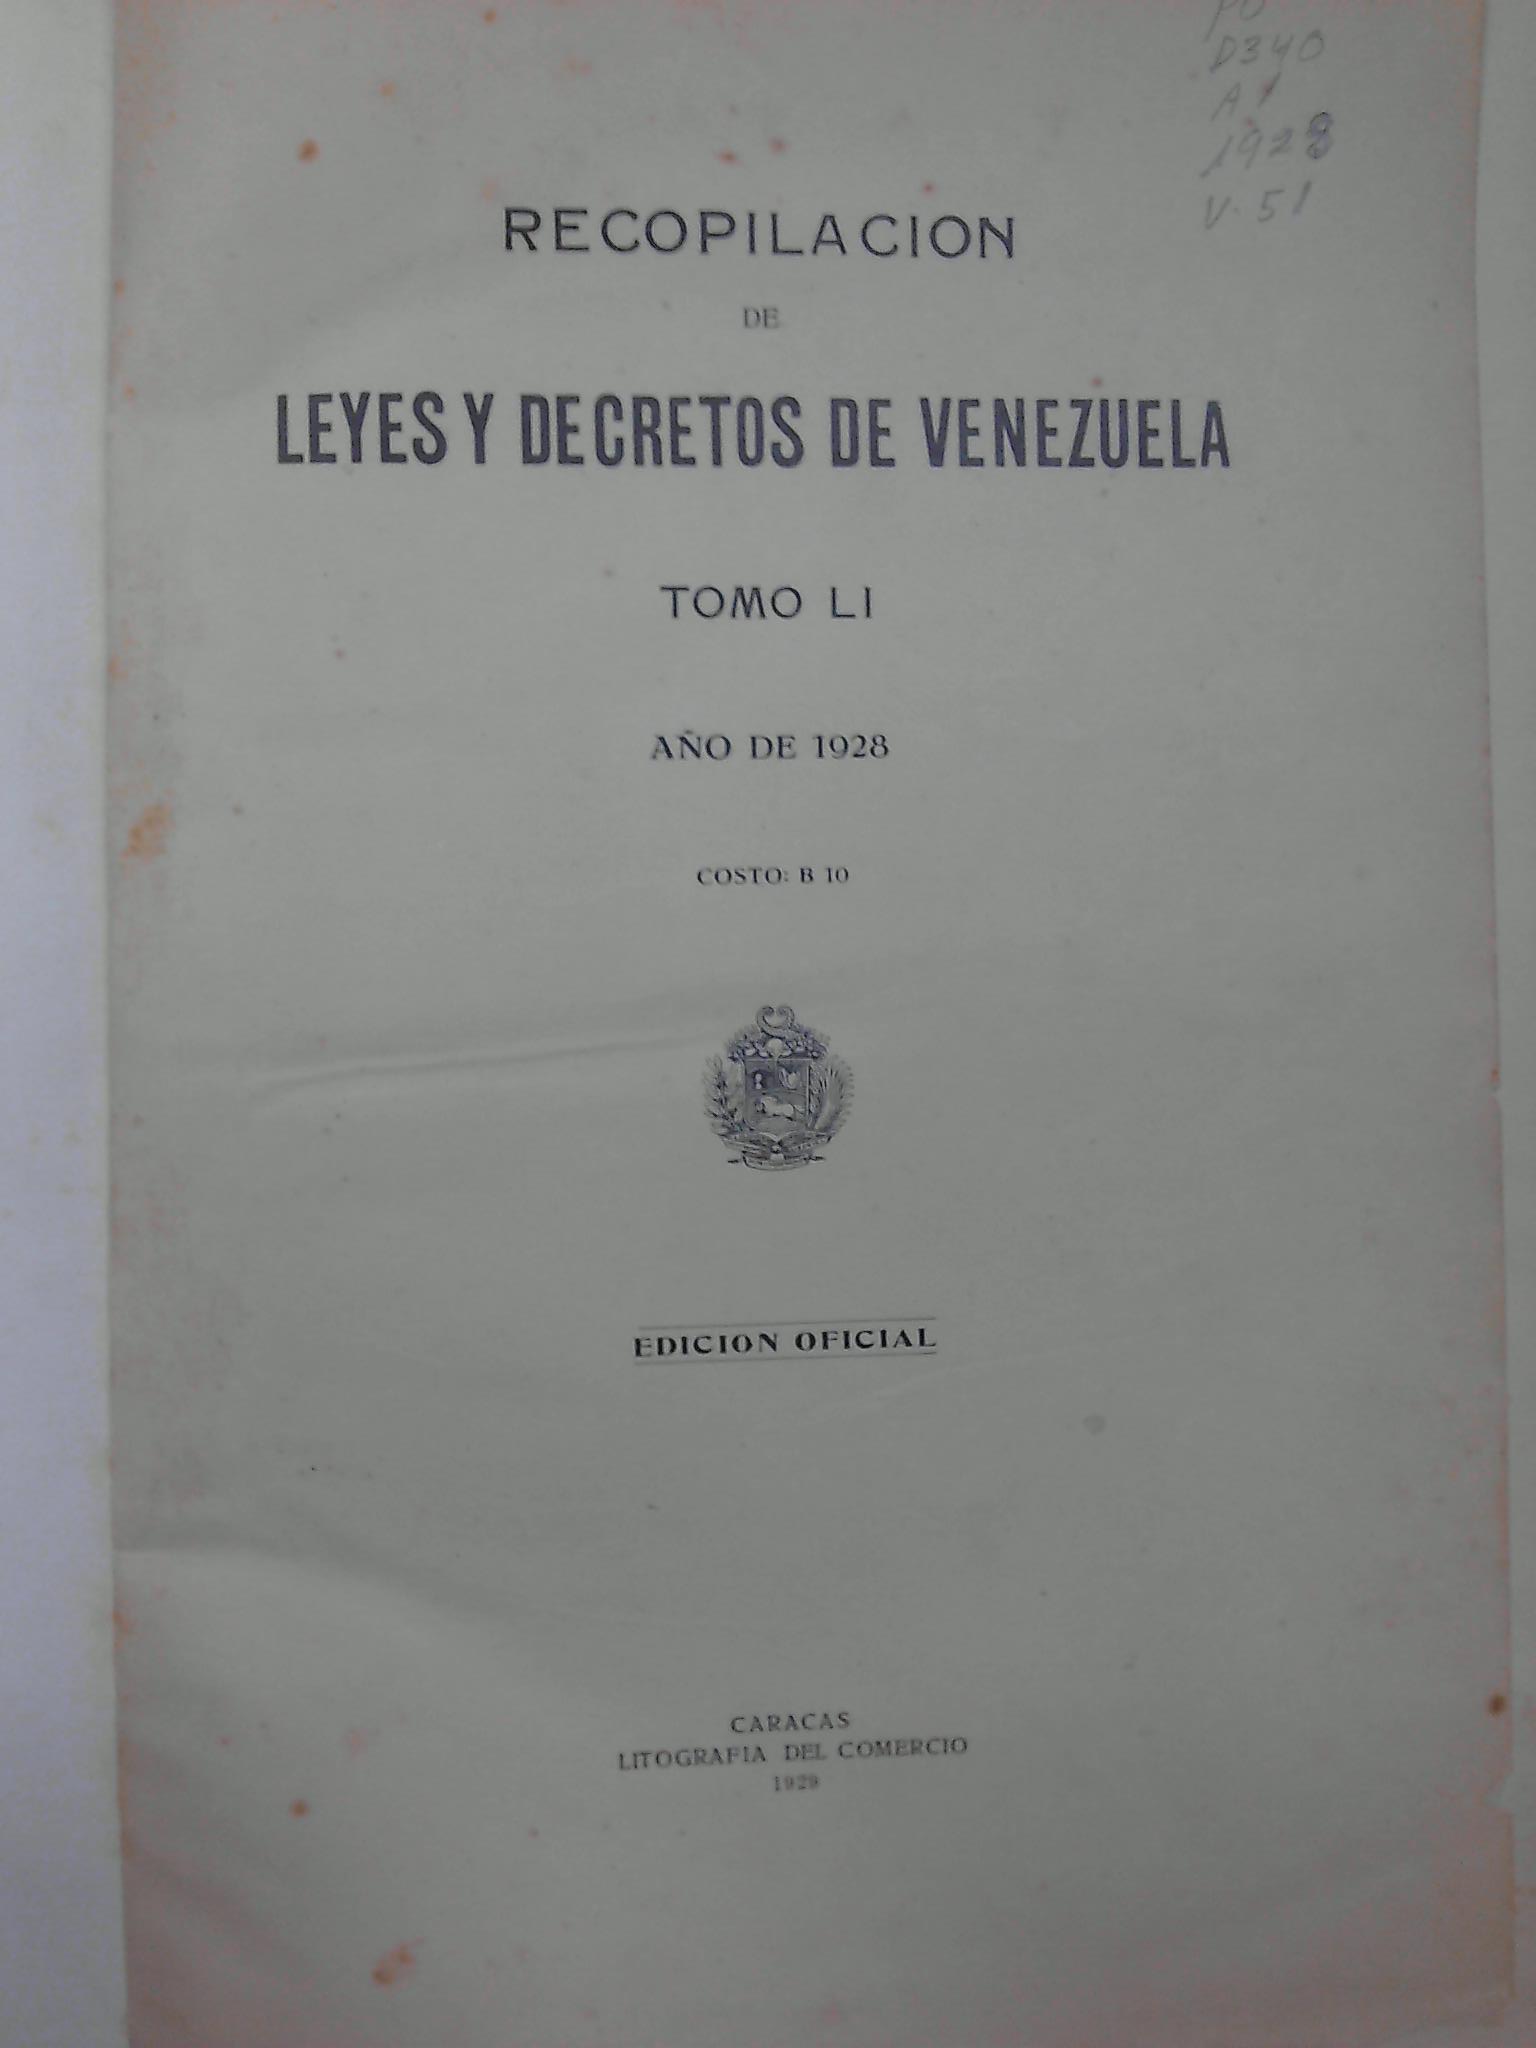 PO
D340
A1
1928
V.51
RECOPILACION
DE
LEYES Y DECRETOS DE VENEZUELA
TOMO LI
AÑO DE 1928
COSTO: B 10
EDICION OFICIAL
CARACAS
LITOGRAFIA DEL COMERCIO
1929